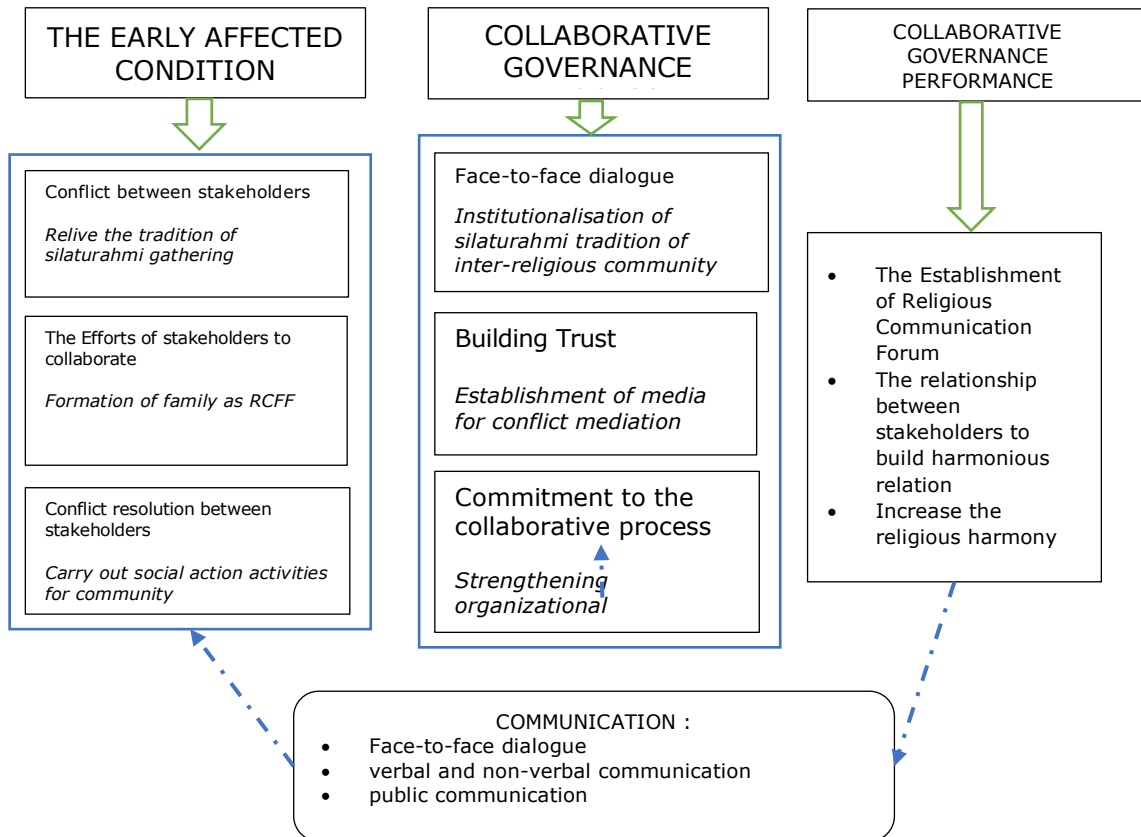 THE EARLY AFFECTED
CONDITION
Conflict between stakeholders
Relive the tradition of
silaturahmi gathering
The Efforts of stakeholders to
collaborate
Formation of family as RCFF
Conflict resolution between
stakeholders
Carry out social action activities
for community
COLLABORATIVE
GOVERNANCE
Face-to-face dialogue
Institutionalisation of
silaturahmi tradition of
inter-religious community
Building Trust
Establishment of media
for conflict mediation
Commitment to the
collaborative process
Strengthening
organizational
COLLABORATIVE
GOVERNANCE
PERFORMANCE
• The Establishment
of Religious
Communication
Forum
• The relationship
between
stakeholders to
build harmonious
relation
• Increase the
religious harmony
COMMUNICATION :
• Face-to-face dialogue
• verbal and non-verbal communication
• public communication